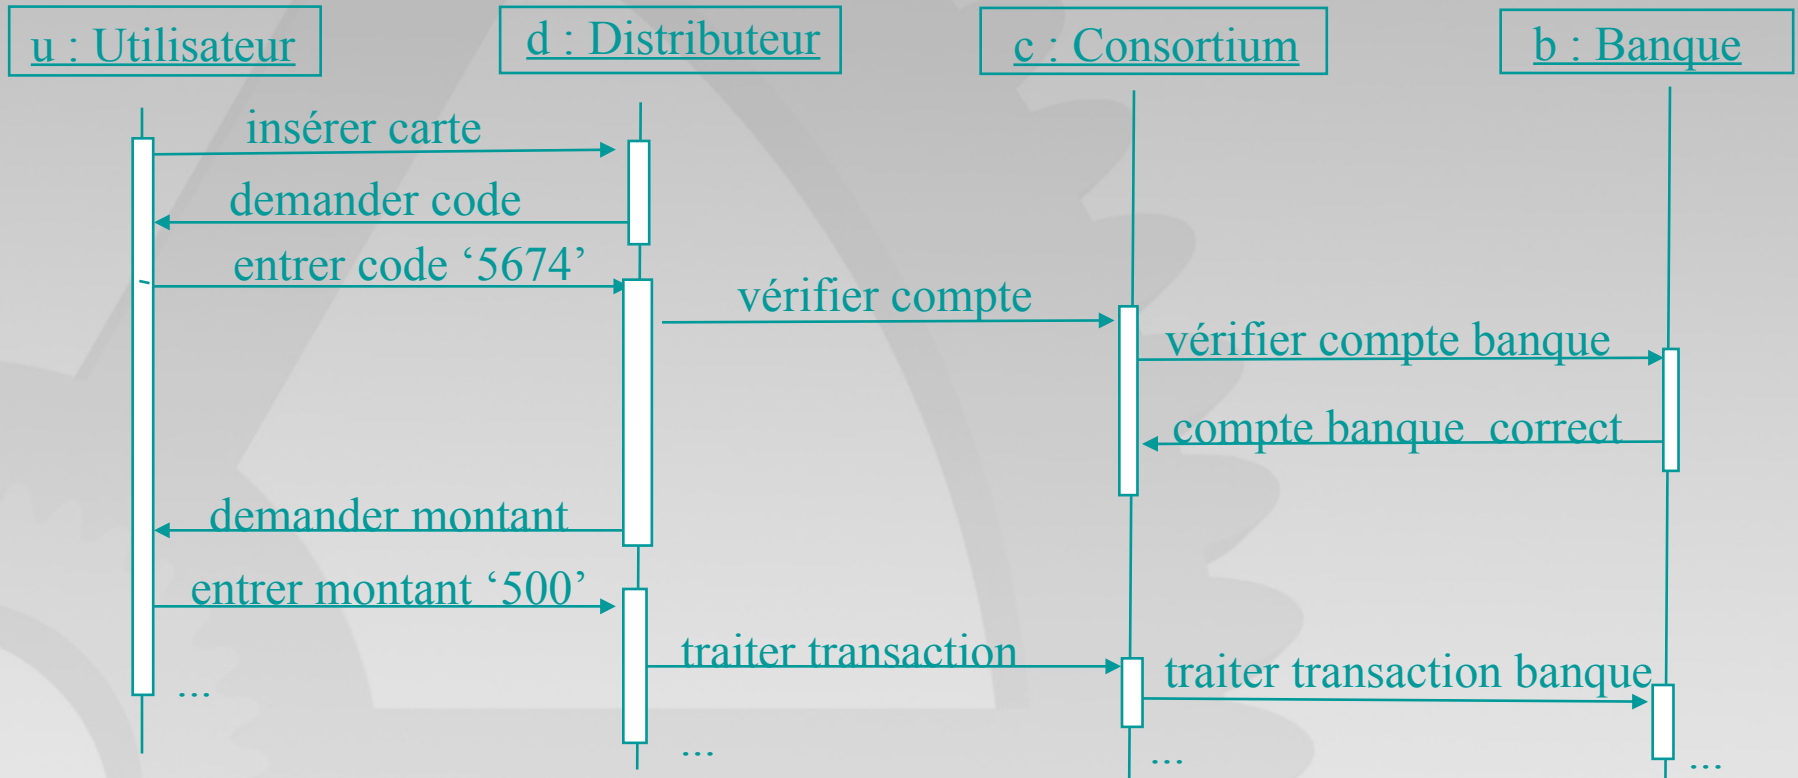 u : Utilisateur
d : Distributeur
c : Consortium
b : Banque
insérer carte
demander code
entrer code ‘5674’
vérifier compte
vérifier compte banque
compte banque  correct
demander montant
entrer montant ‘500’
traiter transaction
traiter transaction banque
...
...
...
...